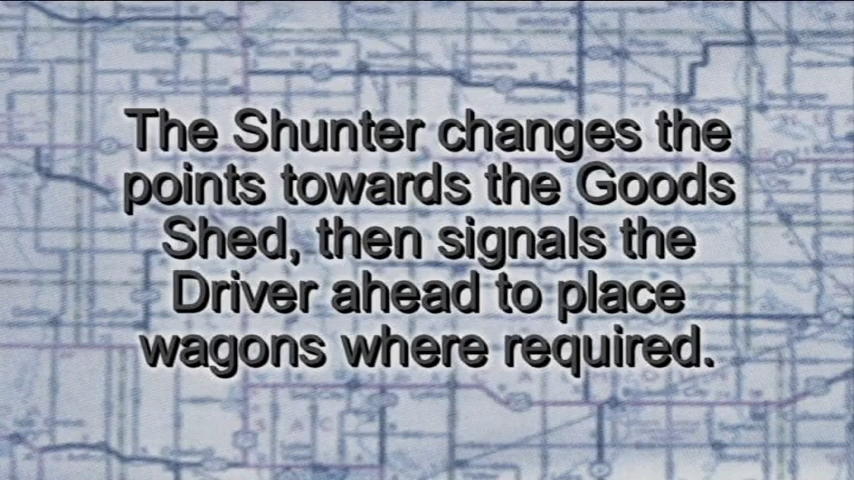 The Shunter changes the
points towards the Goods
Shed, then signals the
Driver ahead to place
wagons where required.